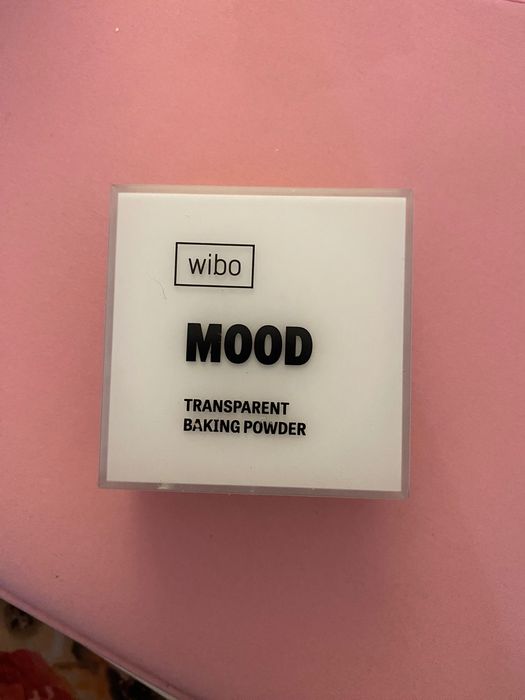 wibo
MOOD
TRANSPARENT
BAKING POWDER